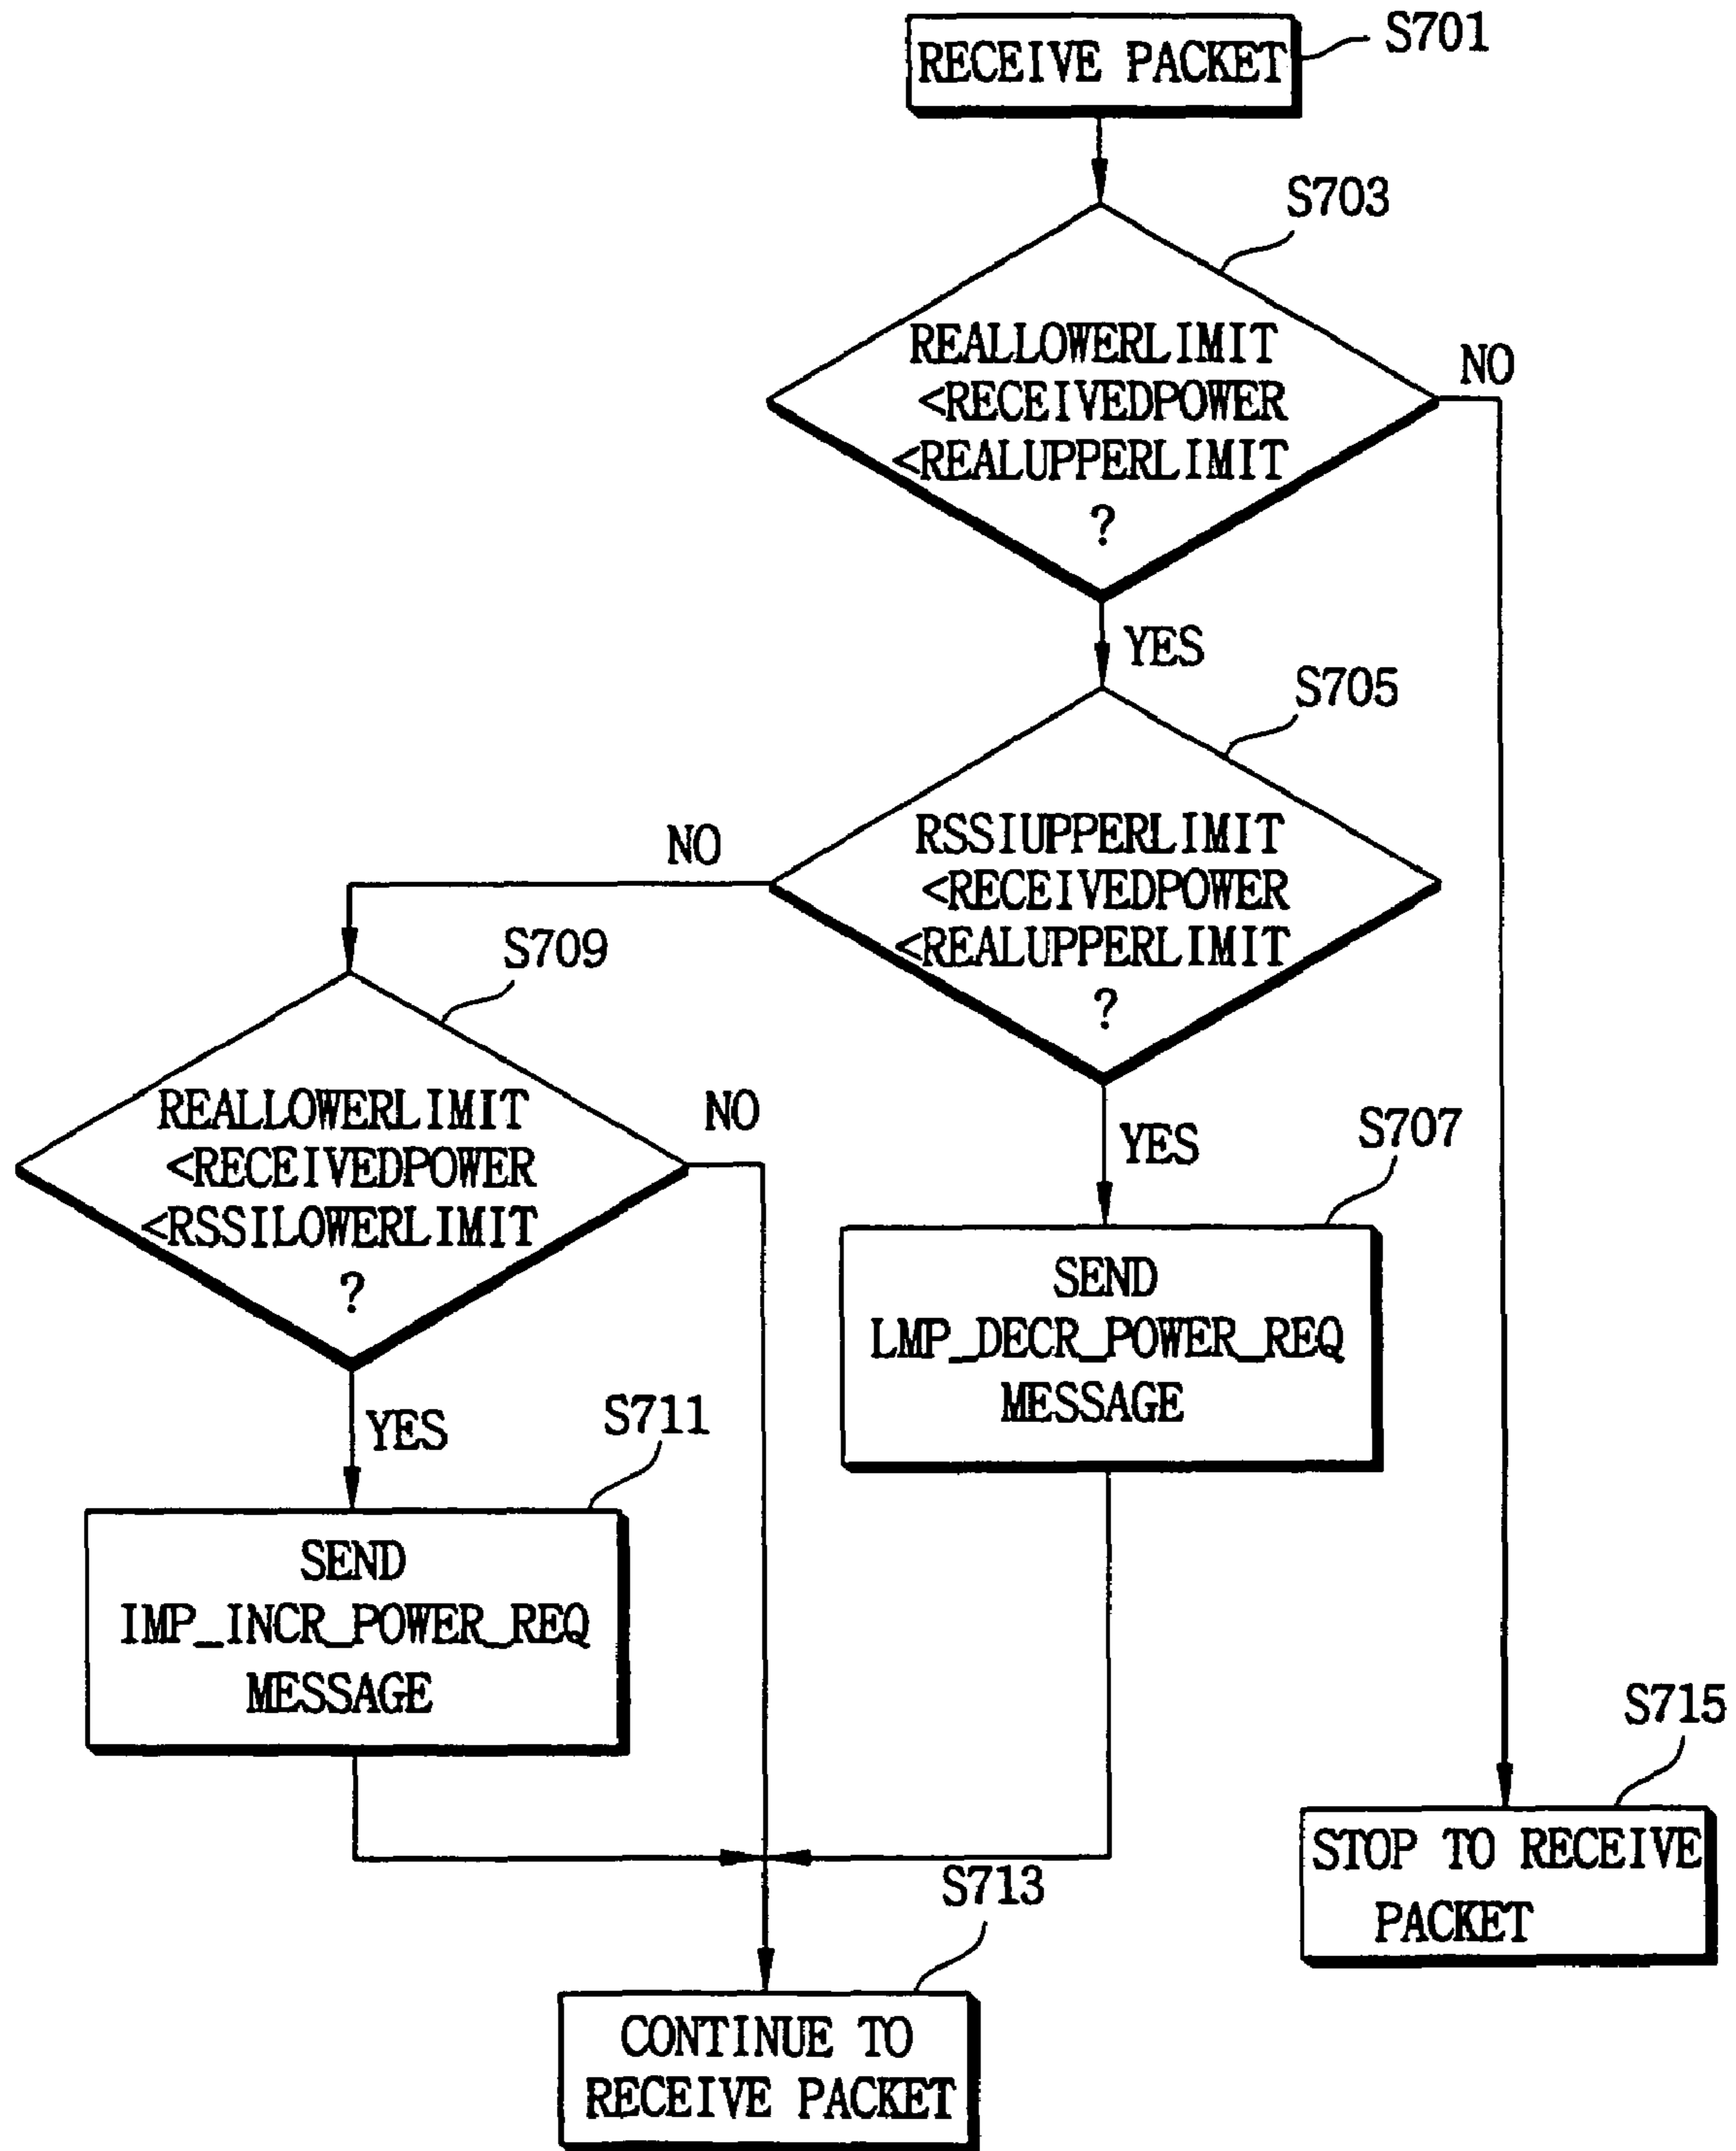 RECEIVE PACKET
S701
S703
REALLOWERLIMIT
<RECEIVEDPOWER
<REALUPPERLIMIT
?
NO
YES
S705
RSSIUPPERLIMIT
<RECEIVEDPOWER
<REALUPPERLIMIT
?
NO
YES
S709
REALLOWERLIMIT
<RECEIVEDPOWER
<RSSILOWERLIMIT
?
NO
YES
S707
SEND
LMP_DECR_POWER_REQ
MESSAGE
S711
SEND
IMP_INCR_POWER_REQ
MESSAGE
S715
STOP TO RECEIVE
PACKET
S713
CONTINUE TO
RECEIVE PACKET